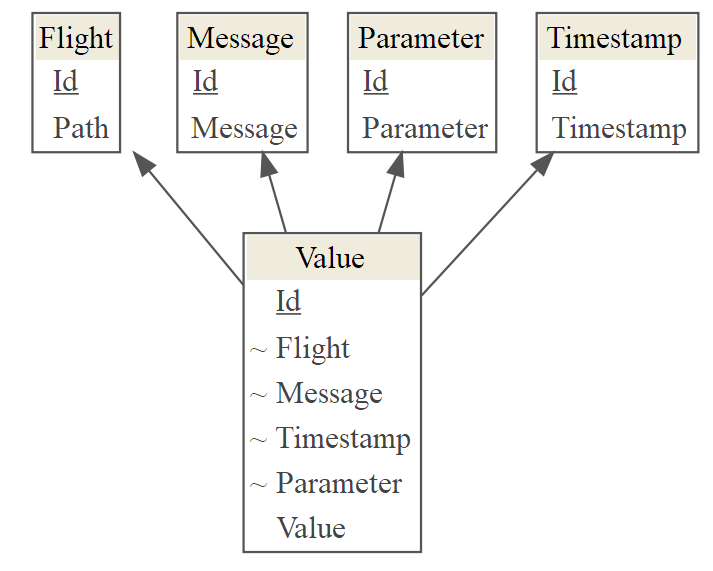 Flight
Id
Path
Message
Id
Message
Parameter
Id
Parameter
Timestamp
Id
Timestamp
Value
Id
~ Flight
~ Message
~ Timestamp
~ Parameter
Value